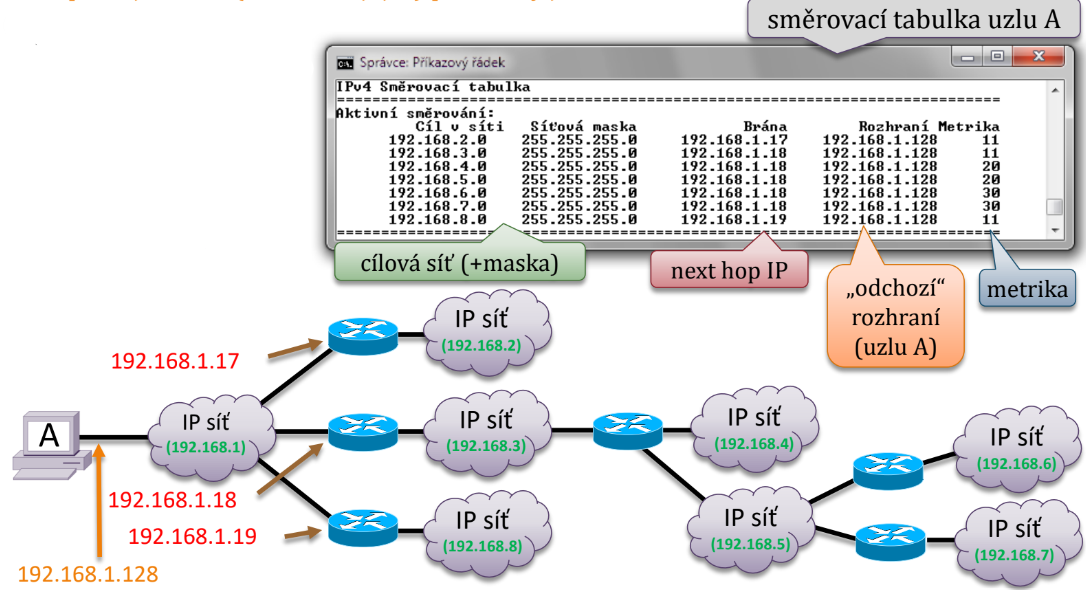 směrovací tabulka uzlu A
Správce: Příkazový řádek
IPv4 Směrovací tabulka
Aktivní směrování:
Cíl v síti Síťová maska Brána Rozhraní Metrika
192.168.2.0 255.255.255.0 192.168.1.17 192.168.1.128 11
192.168.3.0 255.255.255.0 192.168.1.18 192.168.1.128 11
192.168.4.0 255.255.255.0 192.168.1.18 192.168.1.128 20
192.168.5.0 255.255.255.0 192.168.1.18 192.168.1.128 20
192.168.6.0 255.255.255.0 192.168.1.18 192.168.1.128 30
192.168.7.0 255.255.255.0 192.168.1.18 192.168.1.128 30
192.168.8.0 255.255.255.0 192.168.1.19 192.168.1.128 11
cílová síť (+maska)
next hop IP
„odchozí“
rozhraní
(uzlu A)
metrika
IP síť
(192.168.2)
192.168.1.17
A
IP síť
(192.168.1)
IP síť
(192.168.3)
IP síť
(192.168.4)
IP síť
(192.168.6)
192.168.1.18
192.168.1.19
IP síť
(192.168.8)
IP síť
(192.168.5)
IP síť
(192.168.7)
192.168.1.128